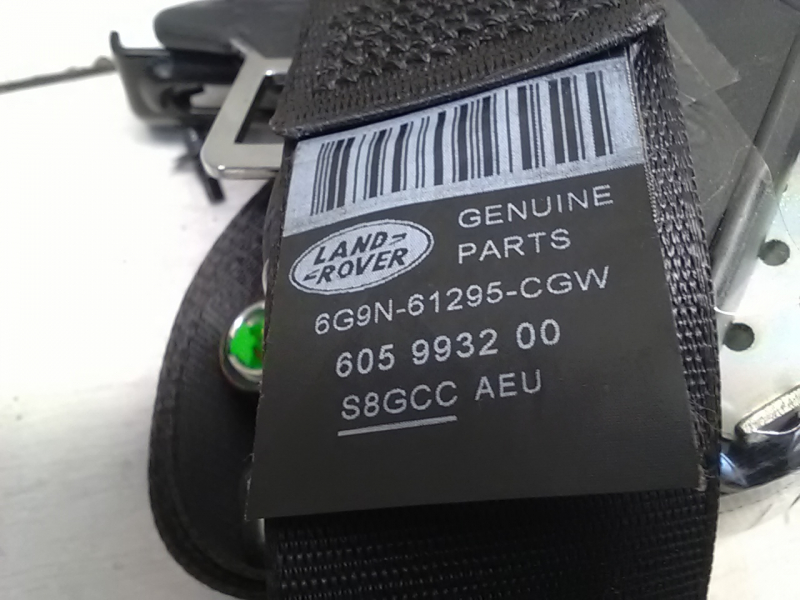 LAND-
-ROVER
GENUINE
PARTS
6G9N-61295-CGW
605 9932 00
S8GCC AEU